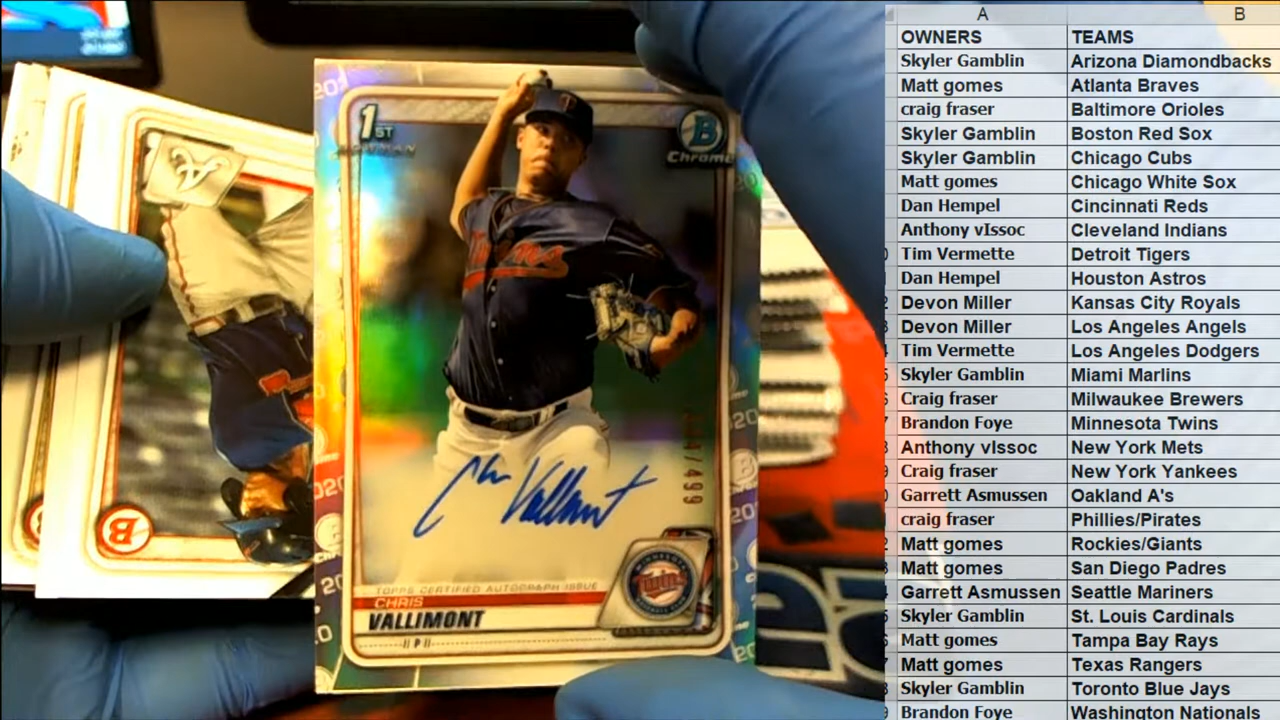 1ST
BOWMAN
B
Chrome
Twins
/499
Chris Vallimont
TOPPS CERTIFIED AUTOGRAPH ISSUE
CHRIS
VALLIMONT
P
MINNESOTA
Twins
BASEBALL CLUB
B
A B
OWNERS TEAMS
Skyler Gamblin Arizona Diamondbacks
Matt gomes Atlanta Braves
craig fraser Baltimore Orioles
Skyler Gamblin Boston Red Sox
Skyler Gamblin Chicago Cubs
Matt gomes Chicago White Sox
Dan Hempel Cincinnati Reds
Anthony vIssoc Cleveland Indians
Tim Vermette Detroit Tigers
Dan Hempel Houston Astros
Devon Miller Kansas City Royals
Devon Miller Los Angeles Angels
Tim Vermette Los Angeles Dodgers
Skyler Gamblin Miami Marlins
Craig fraser Milwaukee Brewers
Brandon Foye Minnesota Twins
Anthony vIssoc New York Mets
Craig fraser New York Yankees
Garrett Asmussen Oakland A's
craig fraser Phillies/Pirates
Matt gomes Rockies/Giants
Matt gomes San Diego Padres
Garrett Asmussen Seattle Mariners
Skyler Gamblin St. Louis Cardinals
Matt gomes Tampa Bay Rays
Matt gomes Texas Rangers
Skyler Gamblin Toronto Blue Jays
Brandon Foye Washington Nationals